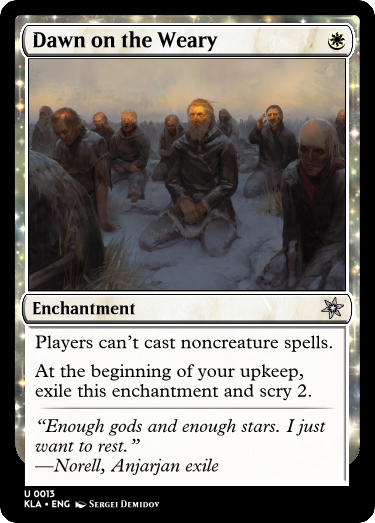 Dawn on the Weary
Enchantment
Players can't cast noncreature spells.
At the beginning of your upkeep,
exile this enchantment and scry 2.
“Enough gods and enough stars. I just
want to rest.”
—Norell, Anjarjan exile
U 0013
KLA • ENG Sergei Demidov